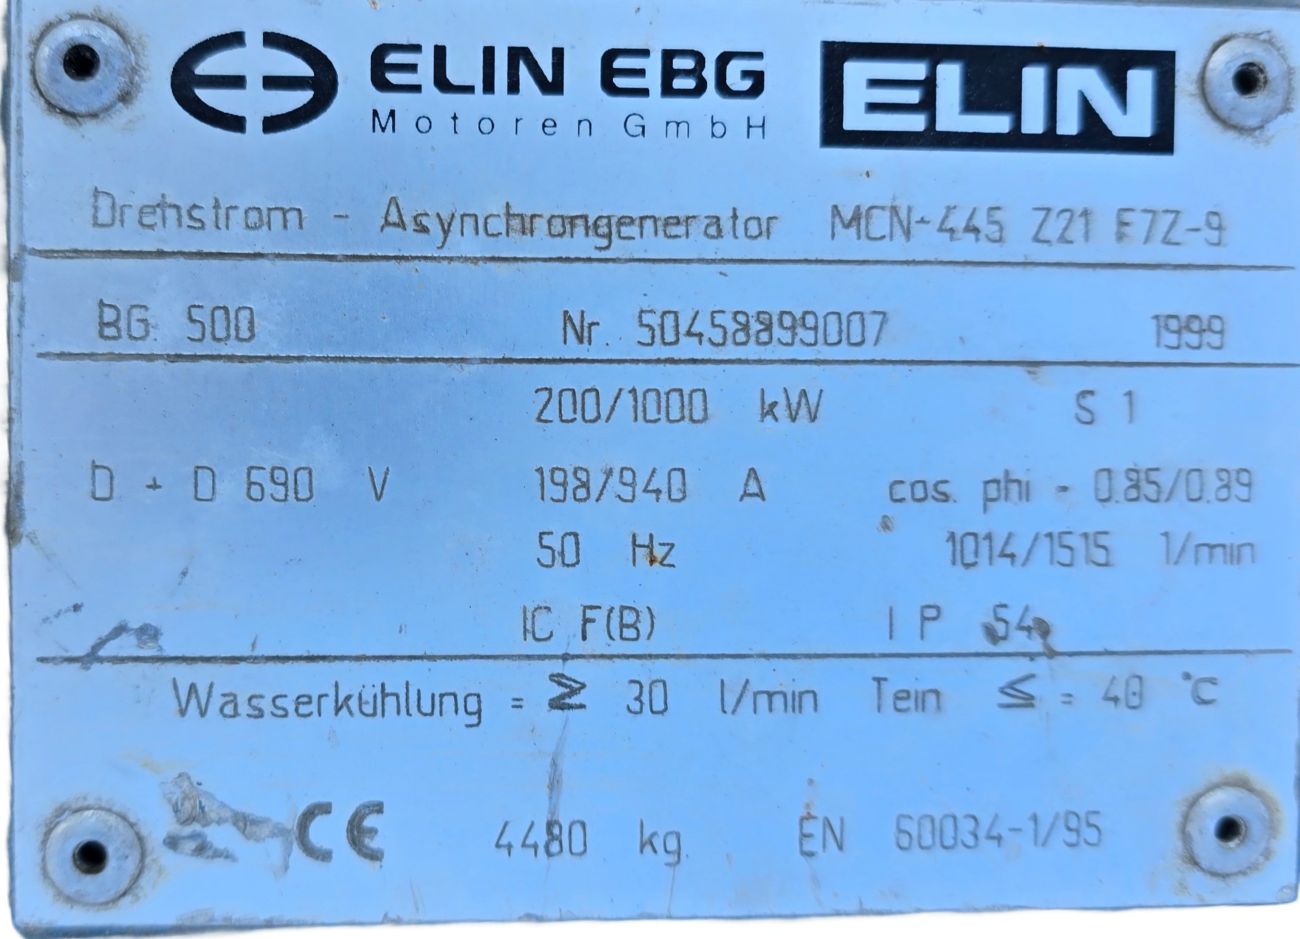 ELIN EBG ELIN
Motoren GmbH
Drehstrom - Asynchrongenerator MCN-445 Z21 E7Z-9
BG 500 Nr. 50458899007 1999
200/1000 kW S 1
D + D 690 V 198/940 A cos. phi - 0.85/0.89
50 Hz 1014/1515 1/min
IC F(B) I P 54
Wasserkühlung = ≥ 30 l/min Tein ≤ = 40 °C
CE 4480 kg. EN 60034-1/95